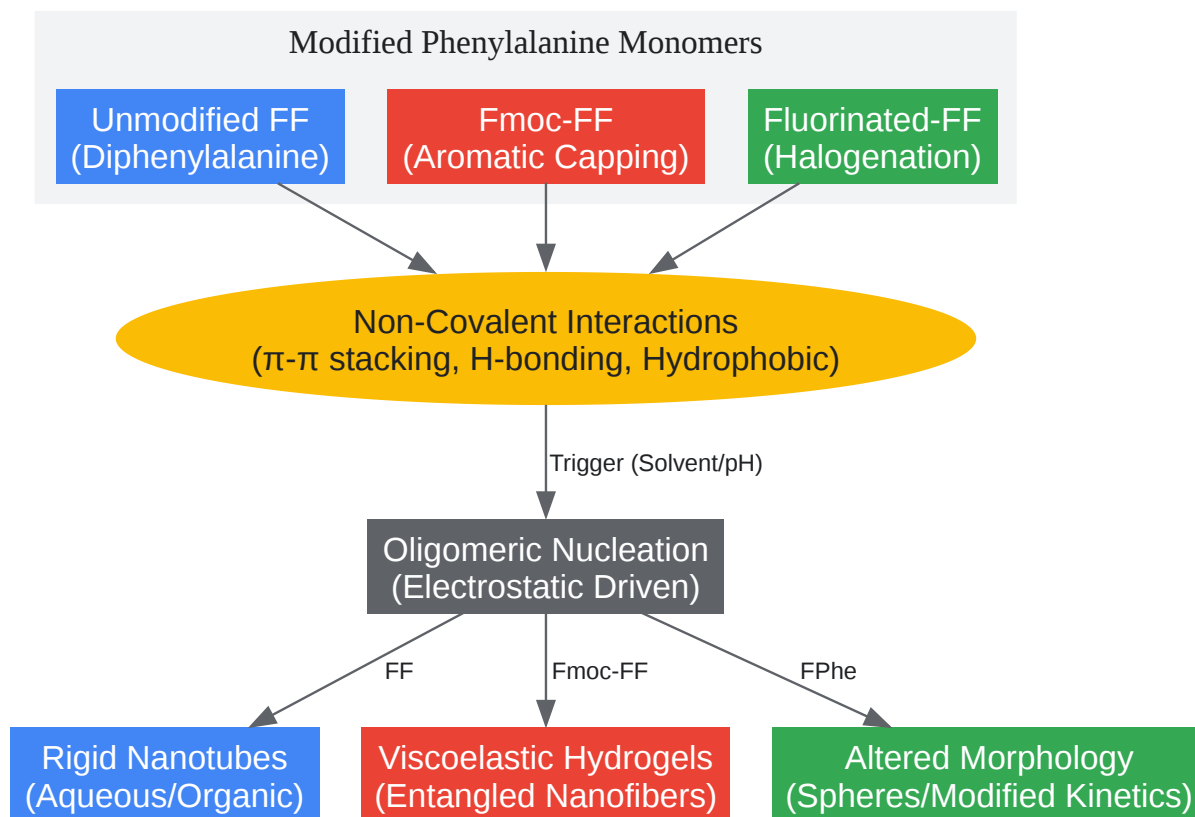 Modified Phenylalanine Monomers
Unmodified FF
(Diphenylalanine)
Fmoc-FF
(Aromatic Capping)
Fluorinated-FF
(Halogenation)
Non-Covalent Interactions
(π-π stacking, H-bonding, Hydrophobic)
Trigger (Solvent/pH)
Oligomeric Nucleation
(Electrostatic Driven)
FF
Fmoc-FF
FPhe
Rigid Nanotubes
(Aqueous/Organic)
Viscoelastic Hydrogels
(Entangled Nanofibers)
Altered Morphology
(Spheres/Modified Kinetics)